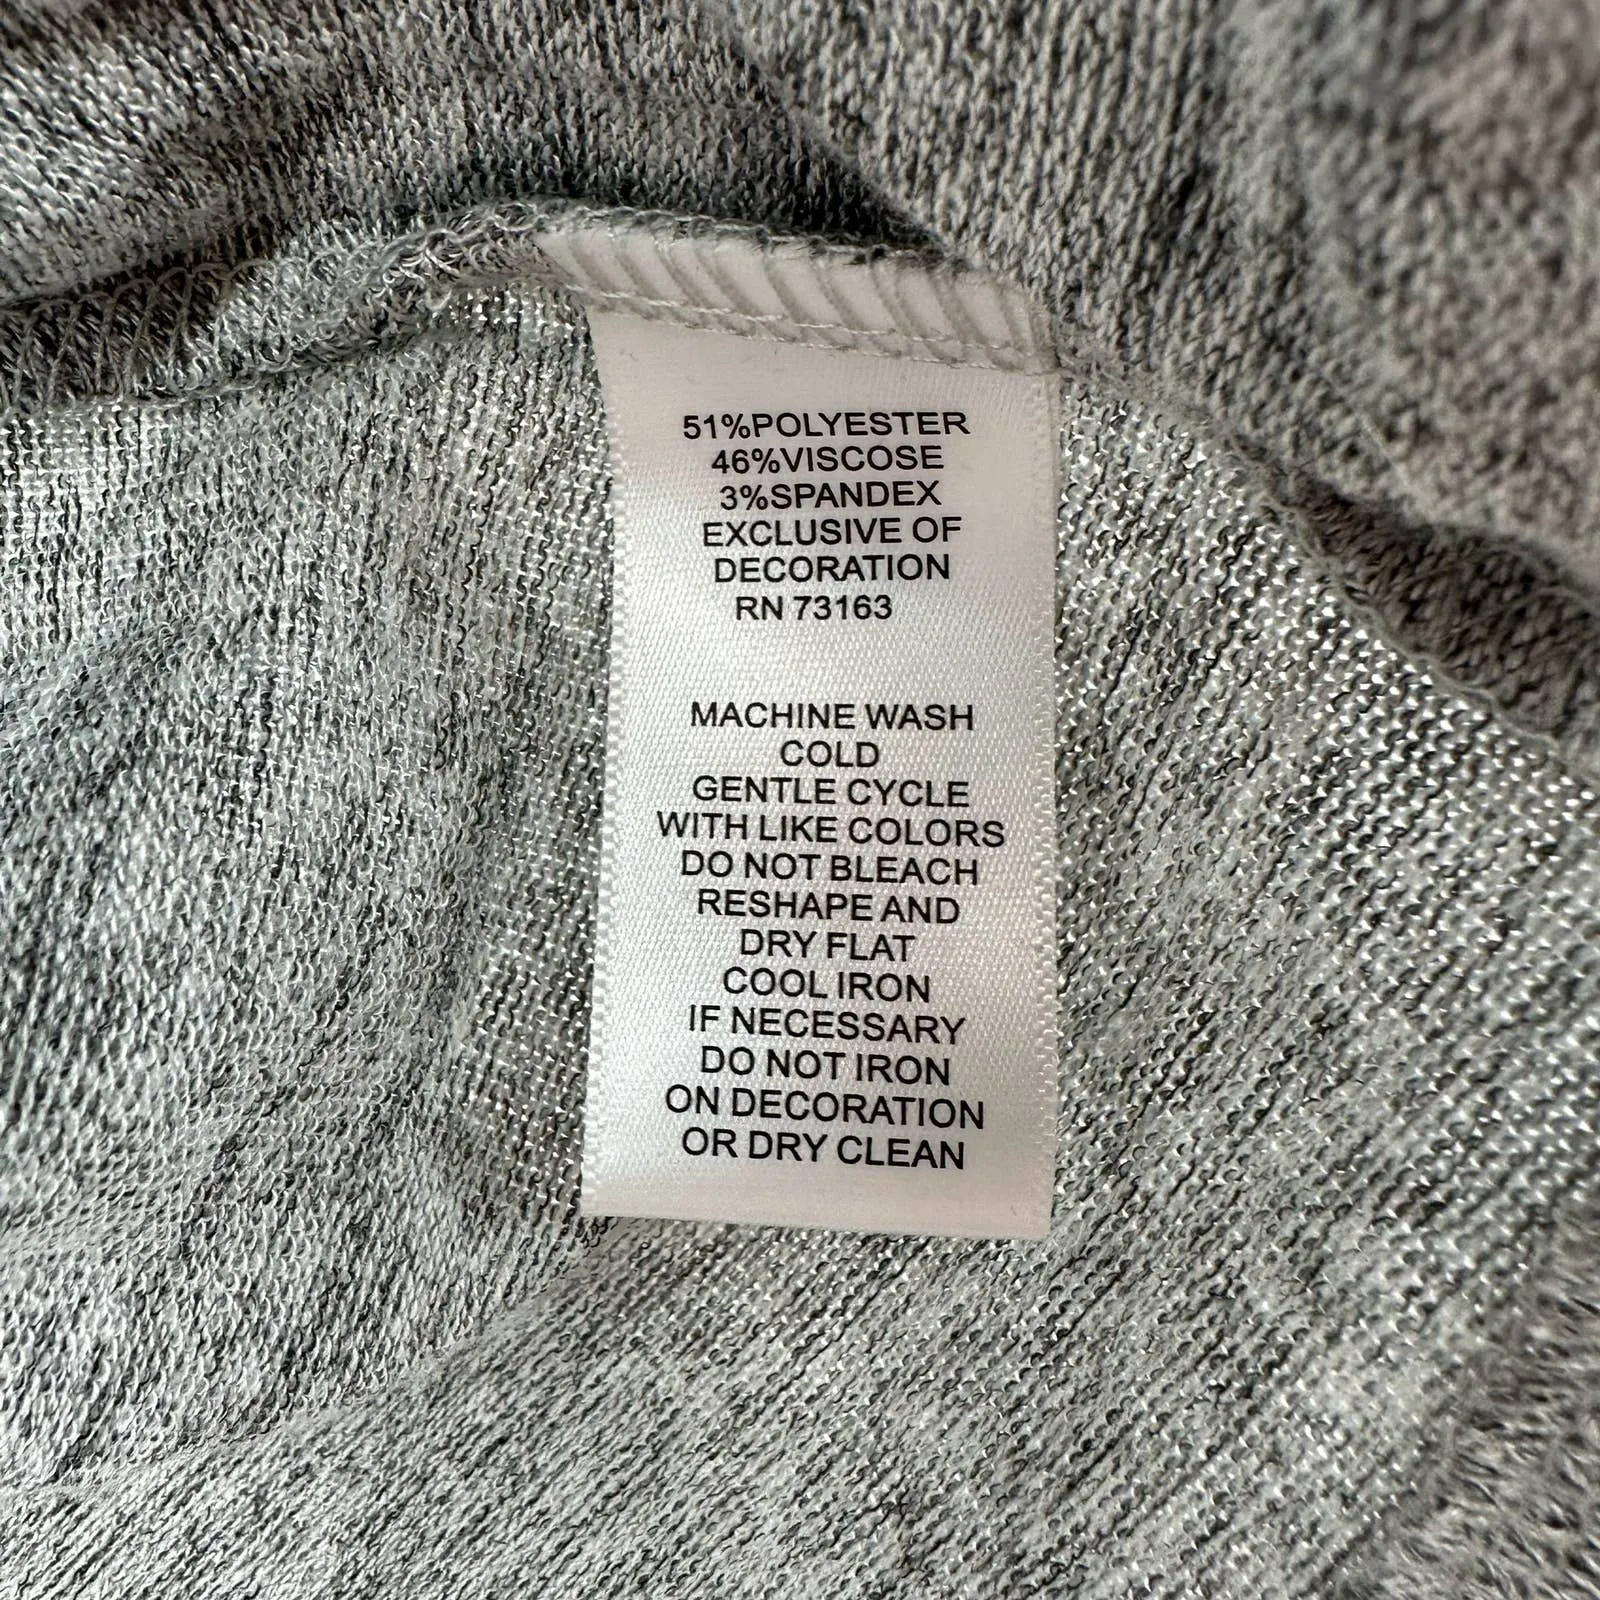 51%POLYESTER
46%VISCOSE
3%SPANDEX
EXCLUSIVE OF
DECORATION
RN 73163
MACHINE WASH
COLD
GENTLE CYCLE
WITH LIKE COLORS
DO NOT BLEACH
RESHAPE AND
DRY FLAT
COOL IRON
IF NECESSARY
DO NOT IRON
ON DECORATION
OR DRY CLEAN